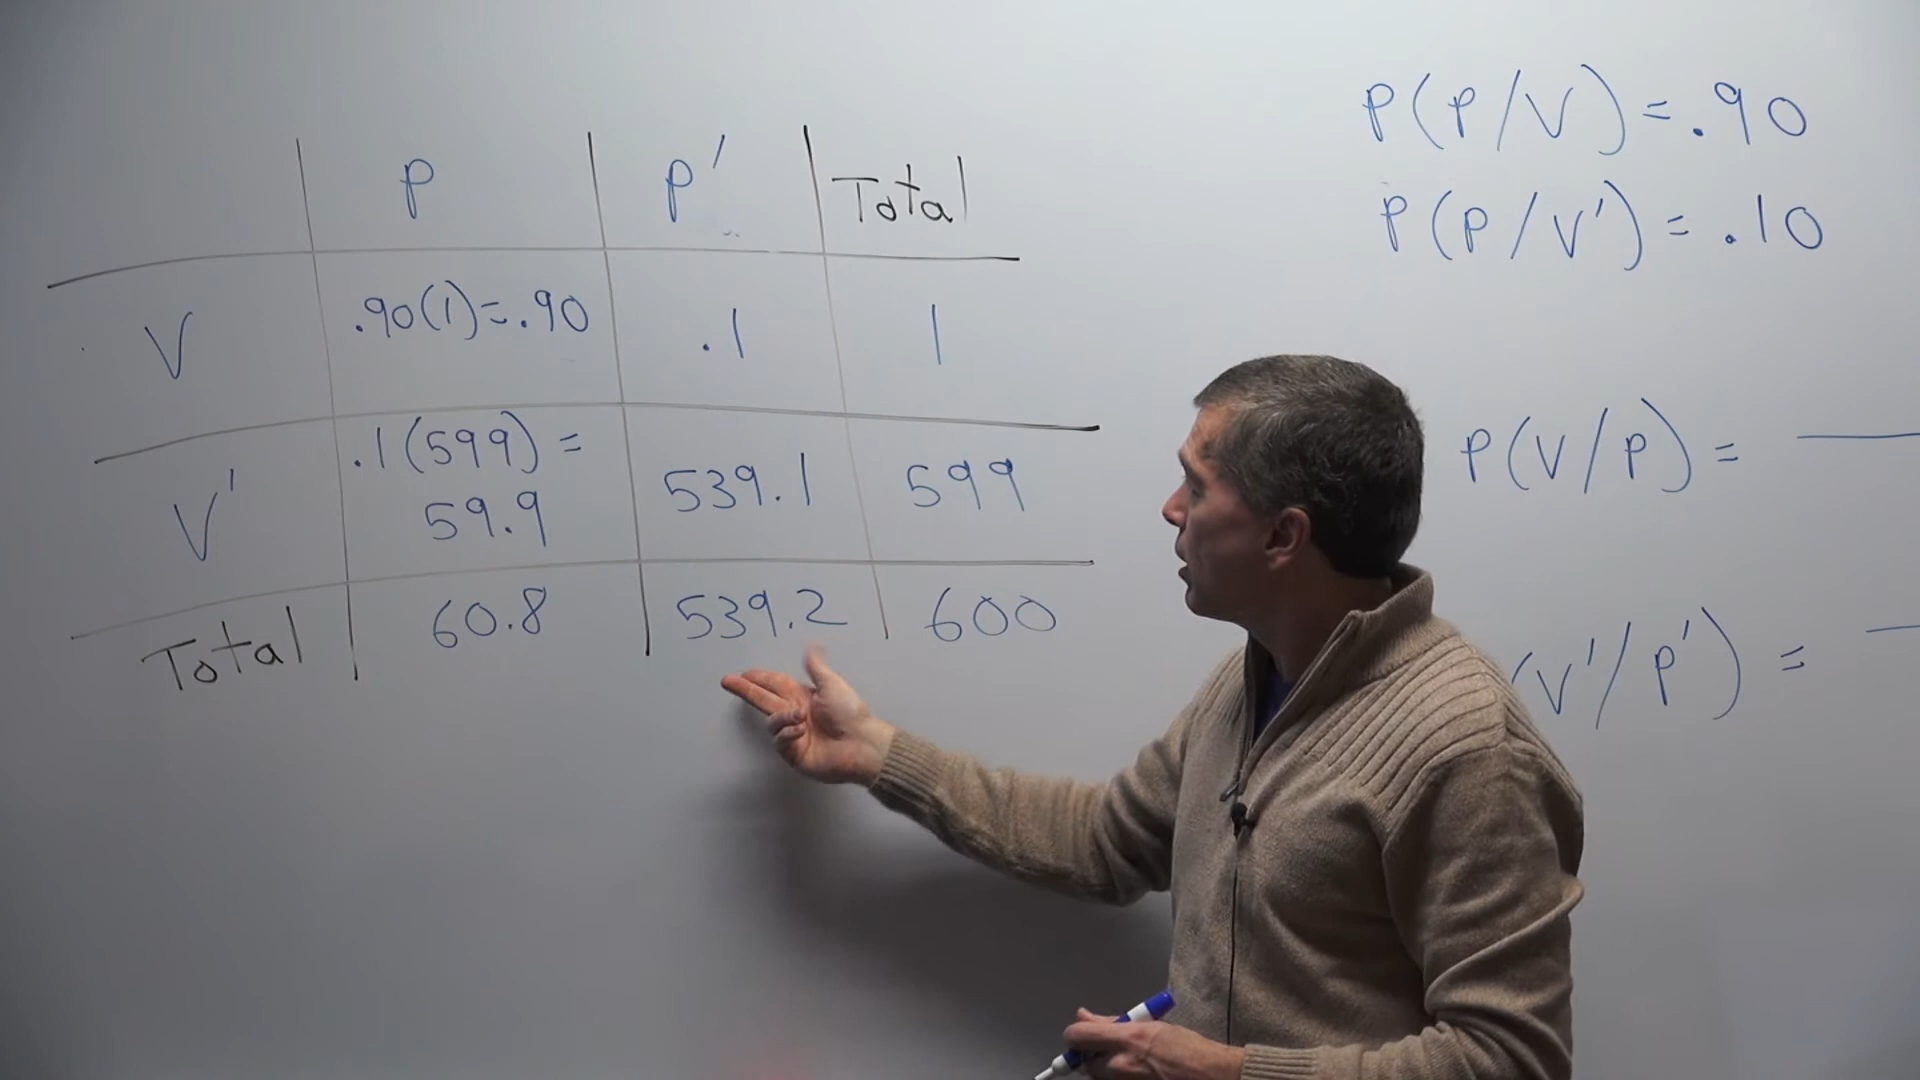 P P' Total
V .90(1)=.90 .1 1
V' .1(599)= 59.9 539.1 599
Total 60.8 539.2 600
P(P/V)=.90
P(P/V')=.10
P(V/P)=
(V'/P')=